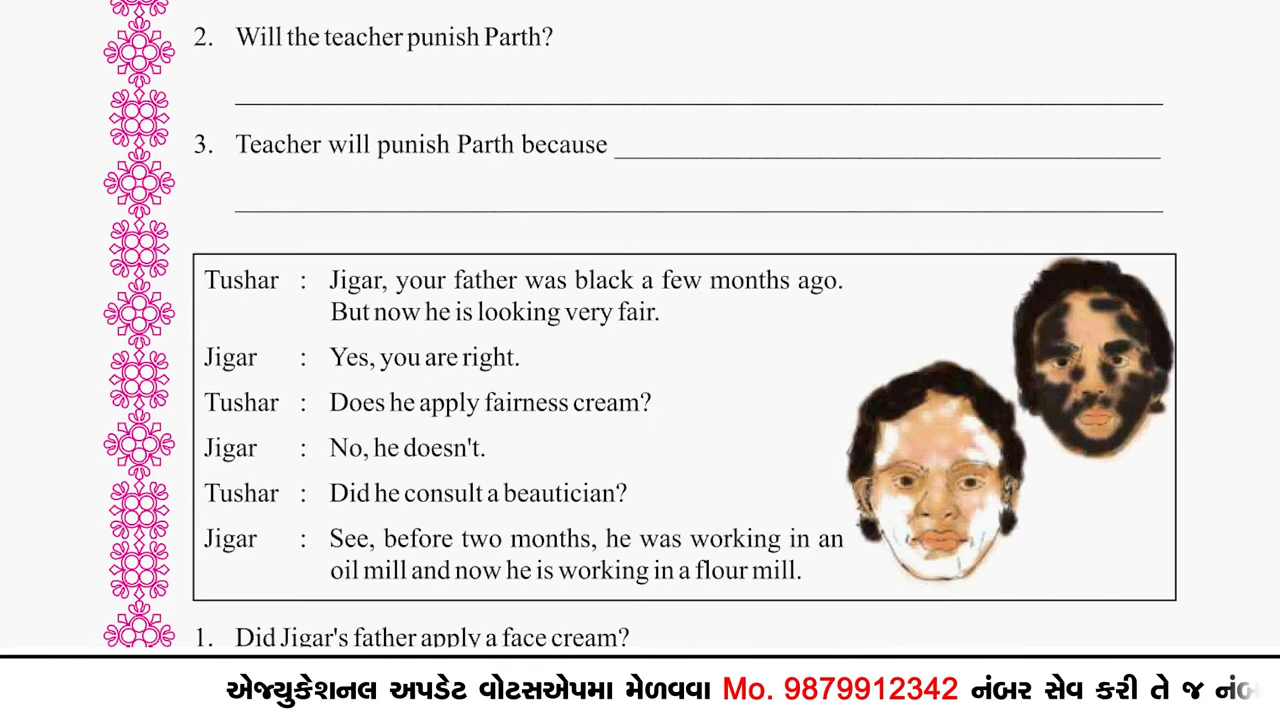 2. Will the teacher punish Parth?
3. Teacher will punish Parth because
Tushar : Jigar, your father was black a few months ago.
But now he is looking very fair.
Jigar : Yes, you are right.
Tushar : Does he apply fairness cream?
Jigar : No, he doesn't.
Tushar : Did he consult a beautician?
Jigar : See, before two months, he was working in an
oil mill and now he is working in a flour mill.
1. Did Jigar's father apply a face cream?
એજ્યુકેશનલ અપડેટ વોટસએપમા મેળવવા Mo. 9879912342 નંબર સેવ કરી તે જ નંબ